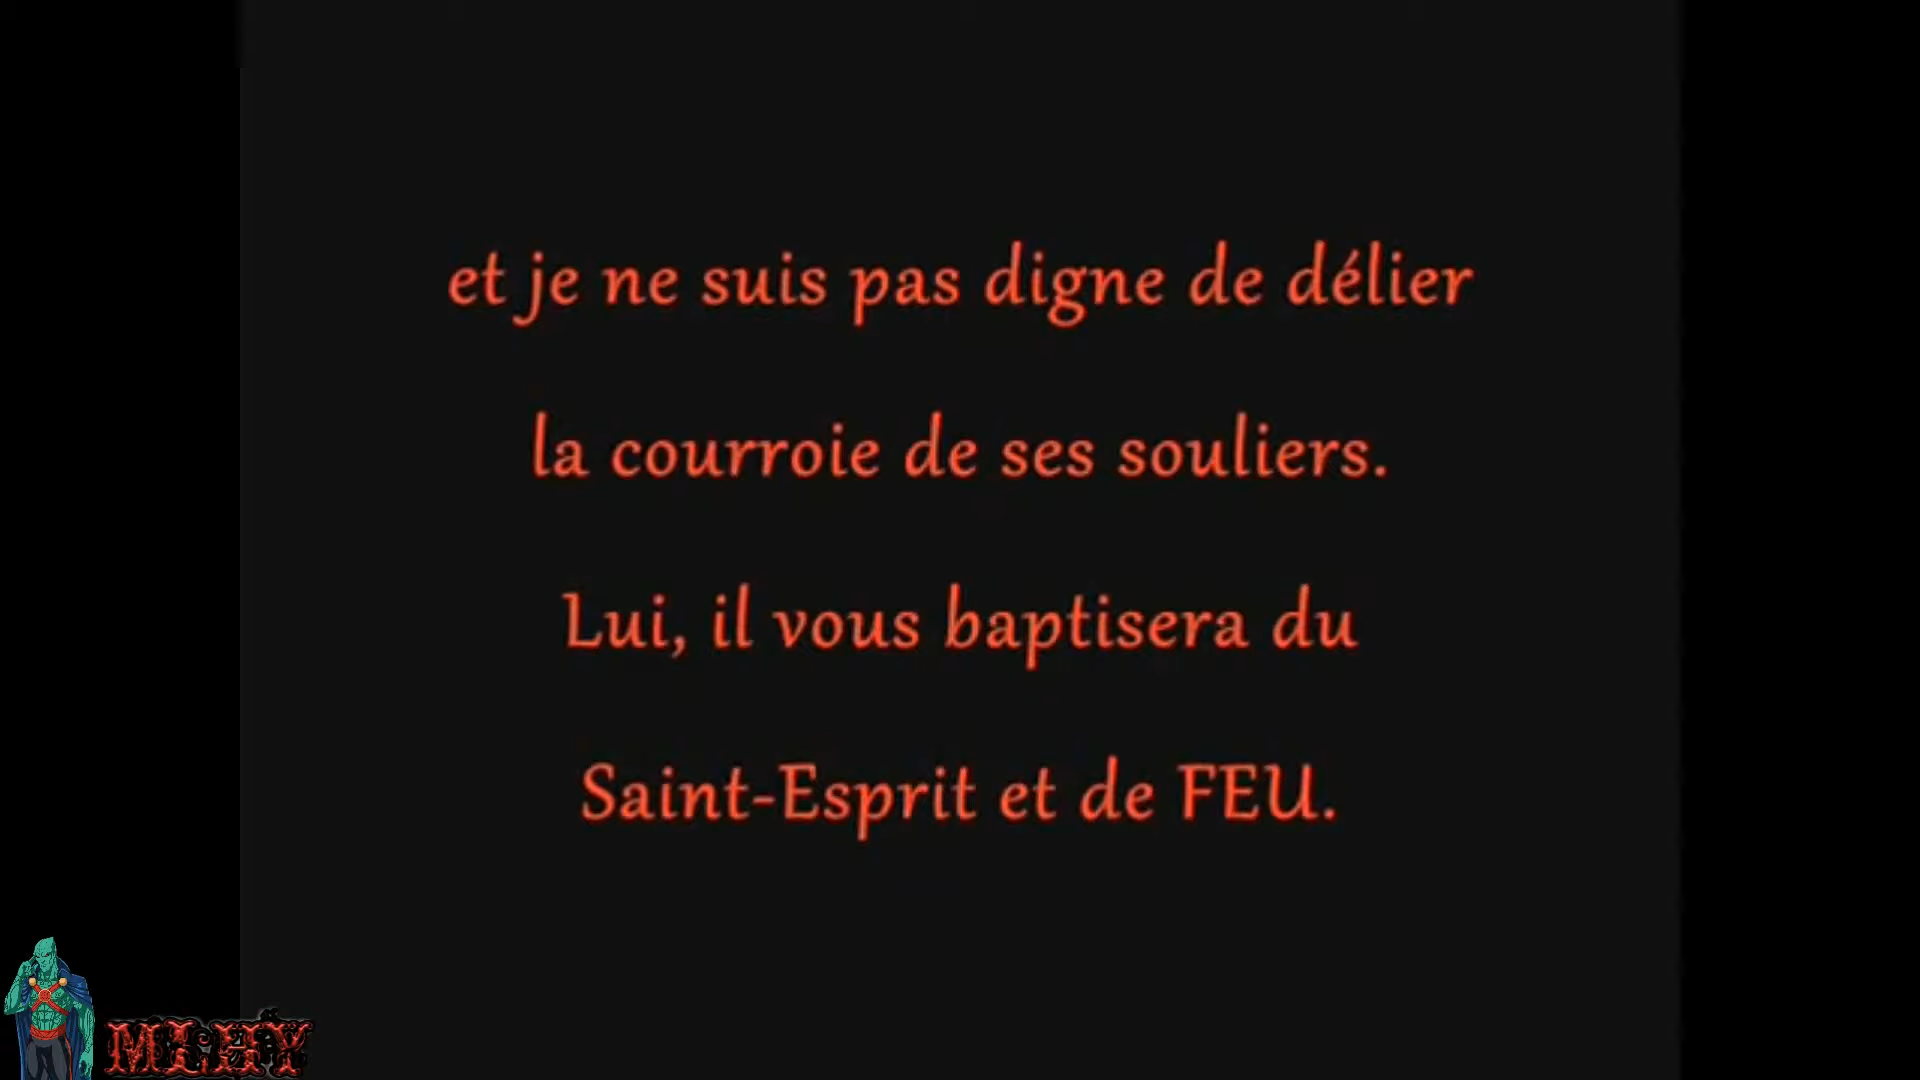 et je ne suis pas digne de délier
la courroie de ses souliers.
Lui, il vous baptisera du
Saint-Esprit et de FEU.